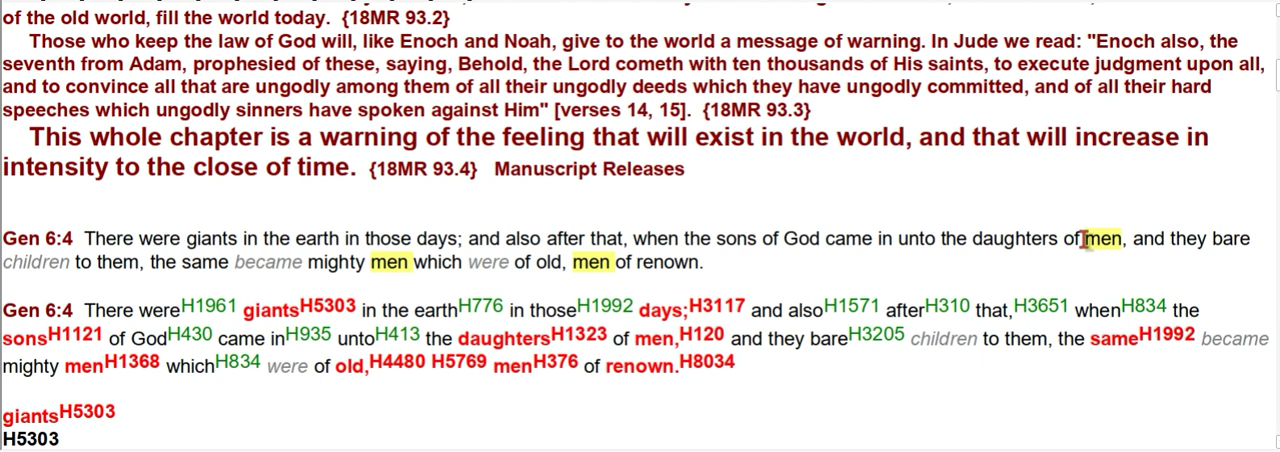 of the old world, fill the world today. {18MR 93.2}
Those who keep the law of God will, like Enoch and Noah, give to the world a message of warning. In Jude we read: "Enoch also, the
seventh from Adam, prophesied of these, saying, Behold, the Lord cometh with ten thousands of His saints, to execute judgment upon all,
and to convince all that are ungodly among them of all their ungodly deeds which they have ungodly committed, and of all their hard
speeches which ungodly sinners have spoken against Him" [verses 14, 15]. {18MR 93.3}
This whole chapter is a warning of the feeling that will exist in the world, and that will increase in
intensity to the close of time. {18MR 93.4} Manuscript Releases
Gen 6:4 There were giants in the earth in those days; and also after that, when the sons of God came in unto the daughters of men, and they bare
children to them, the same became mighty men which were of old, men of renown.
Gen 6:4 There wereH1961 giantsH5303 in the earthH776 in thoseH1992 days;H3117 and alsoH1571 afterH310 that,H3651 whenH834 the
sonsH1121 of GodH430 came inH935 untoH413 the daughtersH1323 of men,H120 and they bareH3205 children to them, the sameH1992 became
mighty menH1368 whichH834 were of old,H4480 H5769 menH376 of renown.H8034
giantsH5303
H5303